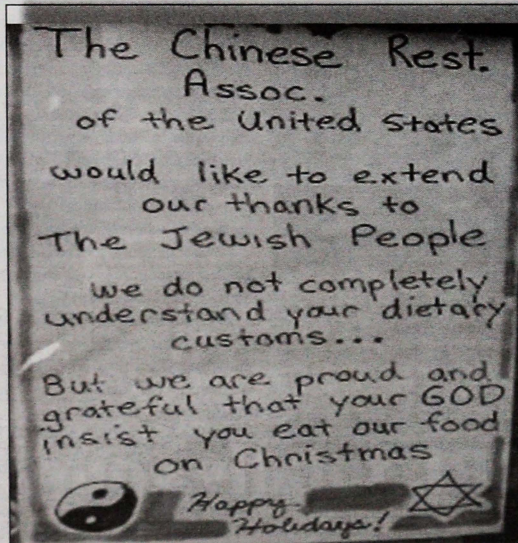 The Chinese Rest.
Assoc.
of the United States
would like to extend
our thanks to
The Jewish People
we do not completely
understand your dietary
customs...
But we are proud and
grateful that your GOD
insist you eat our food
on Christmas
Happy
Holidays!